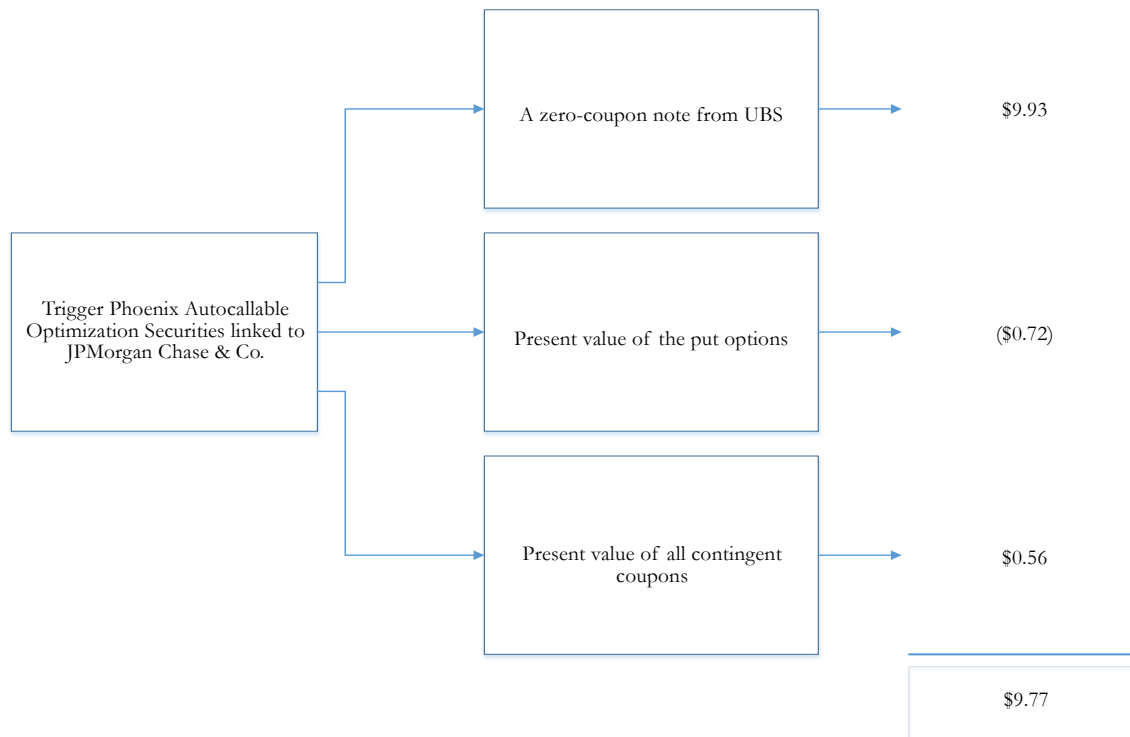 A zero-coupon note from UBS
$9.93
Trigger Phoenix Autocallable
Optimization Securities linked to
JPMorgan Chase & Co.
Present value of the put options
($0.72)
Present value of all contingent
coupons
$0.56
$9.77